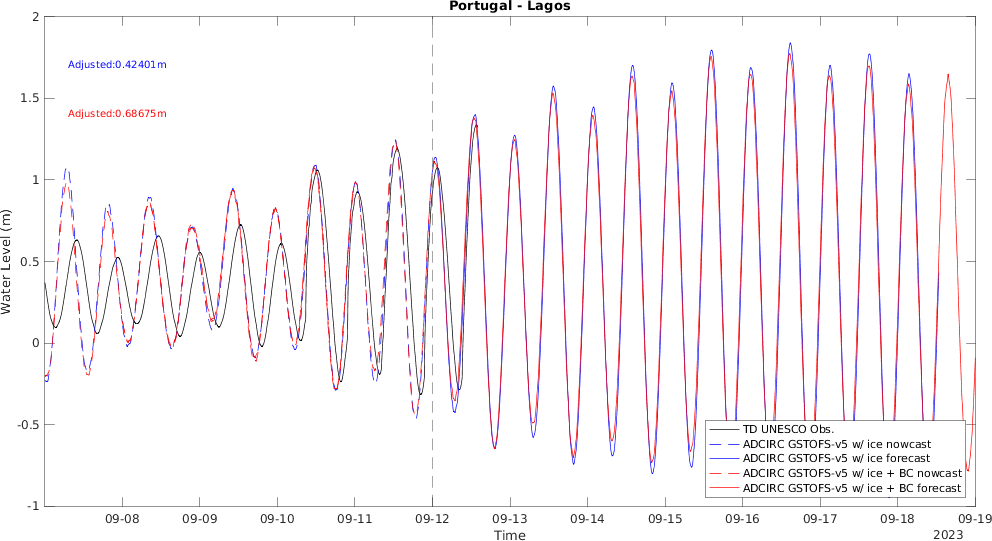 Portugal - Lagos
Adjusted:0.42401m
Adjusted:0.68675m
Water Level (m)
2
1.5
1
0.5
0
-0.5
-1
TD UNESCO Obs.
ADCIRC GSTOFS-v5 w/ ice nowcast
ADCIRC GSTOFS-v5 w/ ice forecast
ADCIRC GSTOFS-v5 w/ ice + BC nowcast
ADCIRC GSTOFS-v5 w/ ice + BC forecast
09-08 09-09 09-10 09-11 09-12 09-13 09-14 09-15 09-16 09-17 09-18 09-19
Time
2023